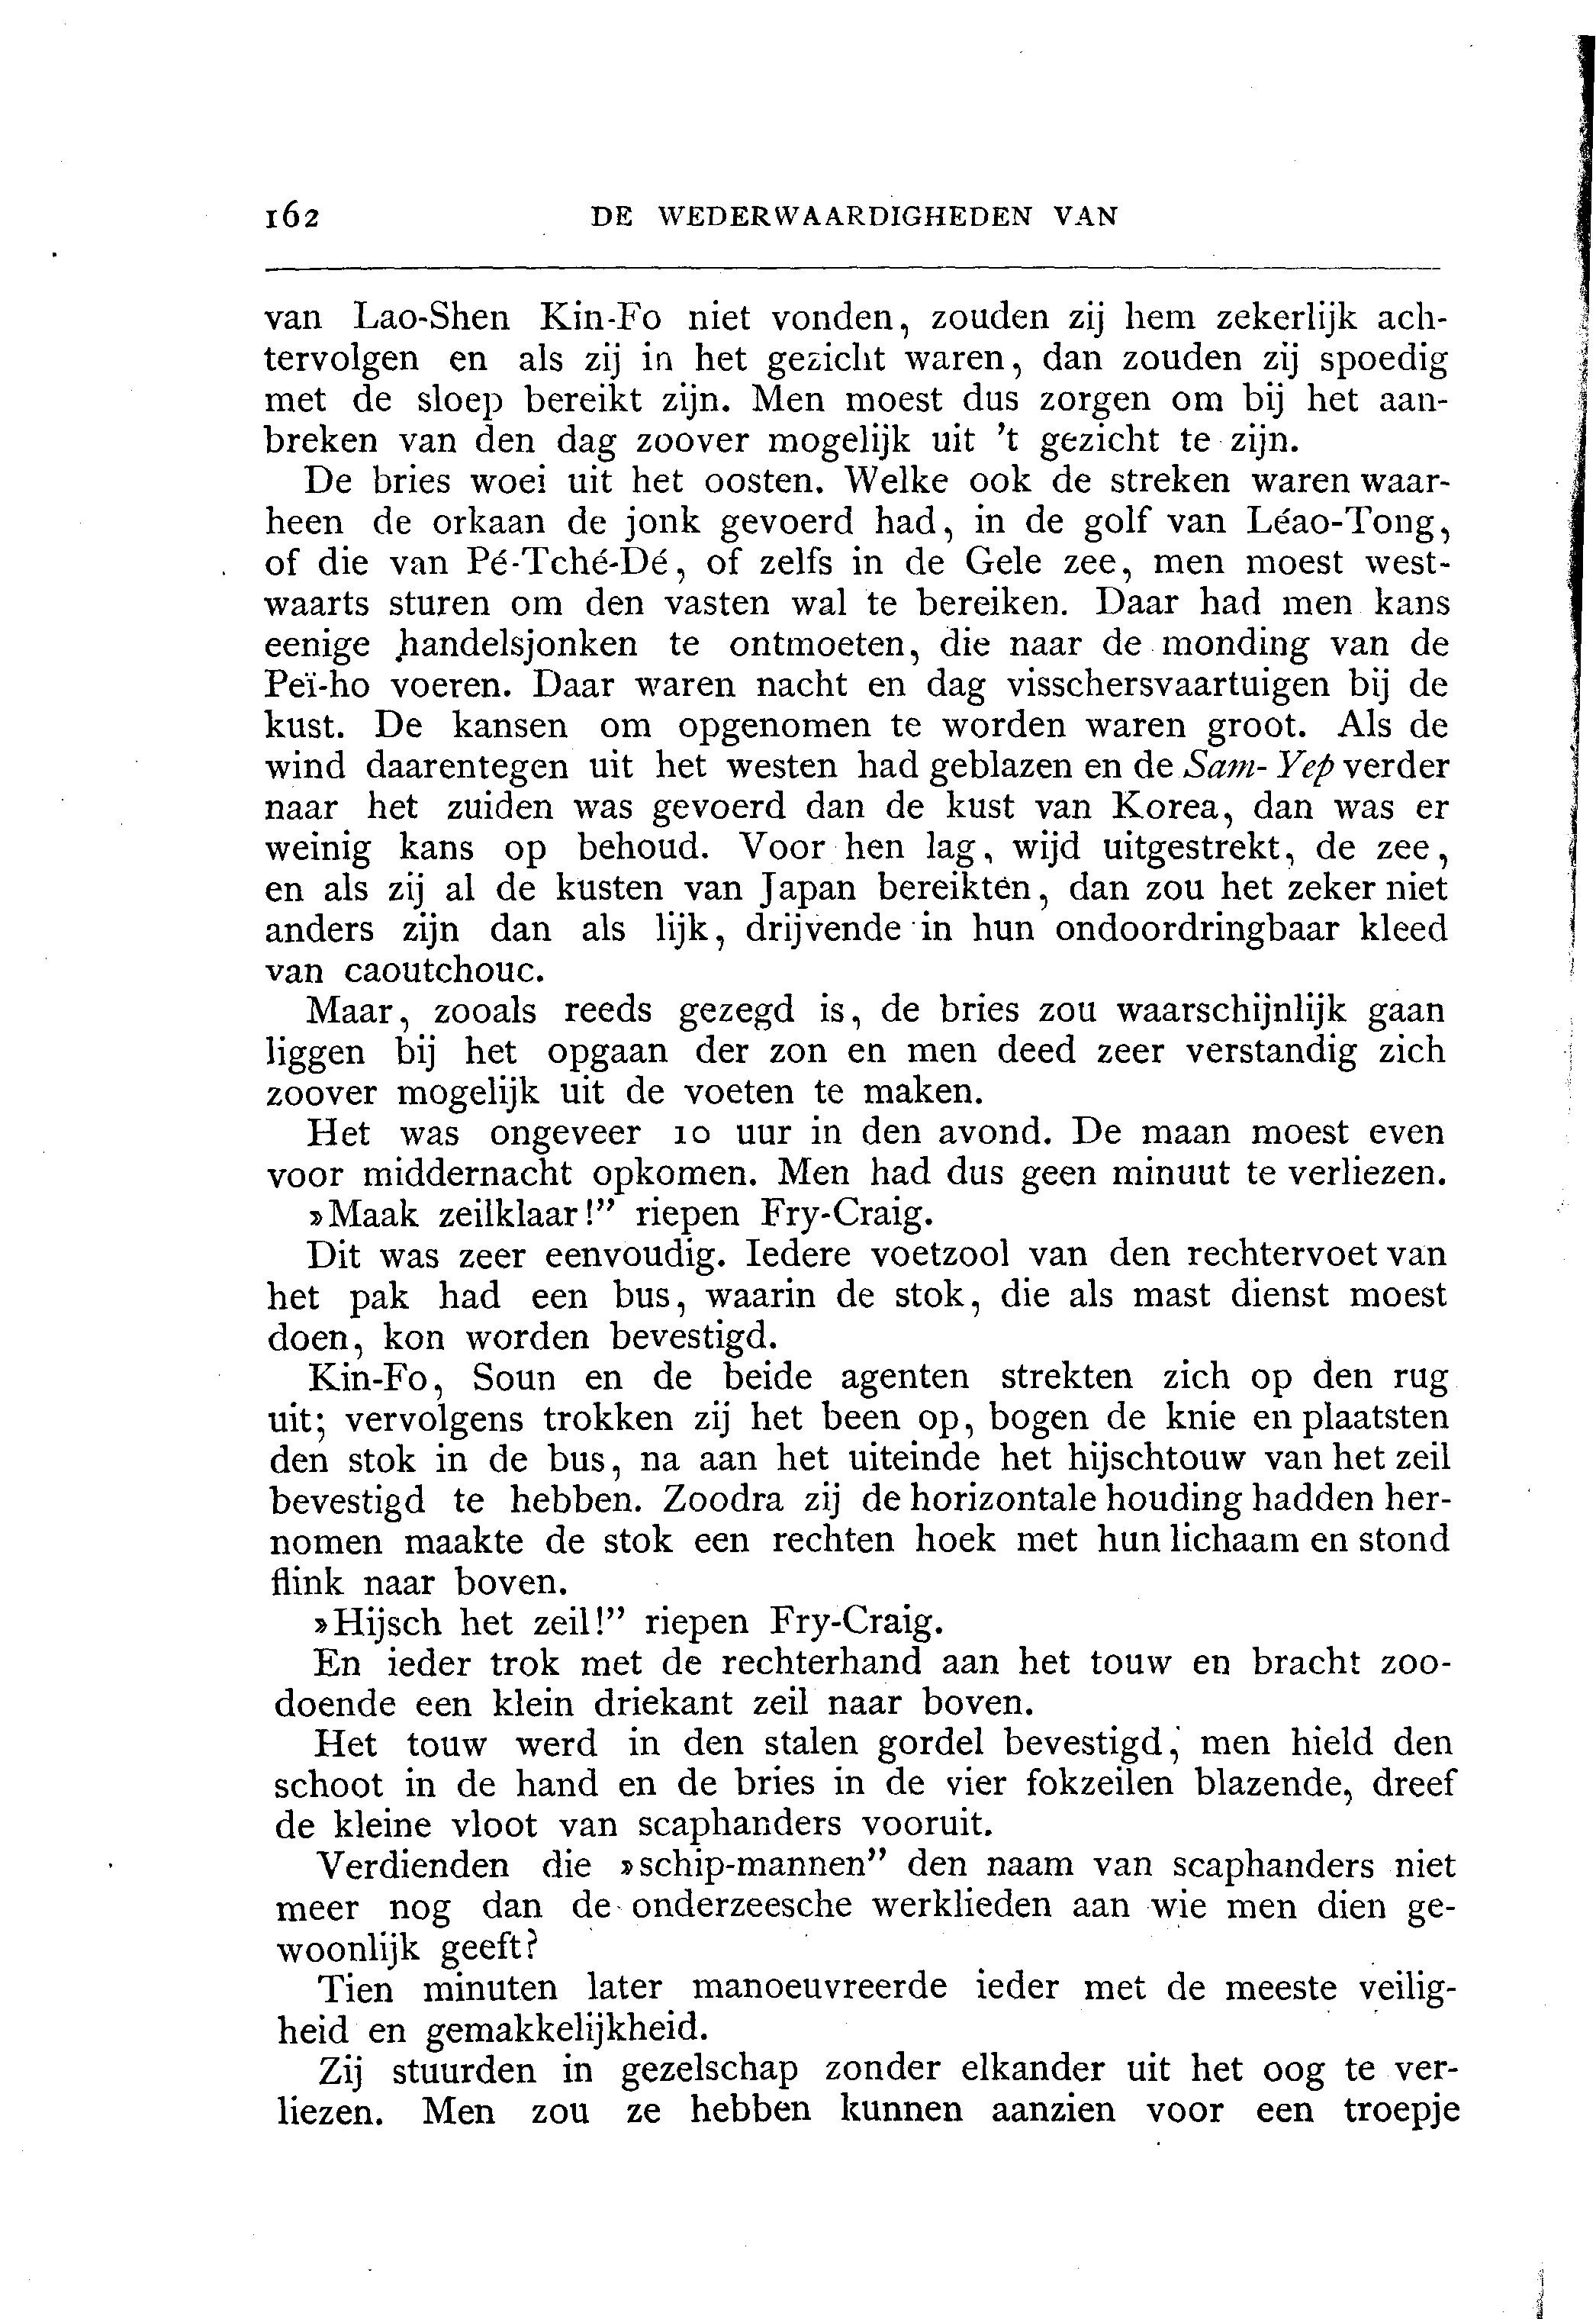 162 DE WEDERWAARDIGHEDEN VAN
van Lao-Shen Kin-Fo niet vonden, zouden zij hem zekerlijk ach-
tervolgen en als zij in het gezicht waren, dan zouden zij spoedig
met de sloep bereikt zijn. Men moest dus zorgen om bij het aan-
breken van den dag zoover mogelijk uit 't gezicht te zijn.
De bries woei uit het oosten. Welke ook de streken waren waar-
heen de orkaan de jonk gevoerd had, in de golf van Léao-Tong,
of die van Pé-Tché-Dé, of zelfs in de Gele zee, men moest west-
waarts sturen om den vasten wal te bereiken. Daar had men kans
eenige handelsjonken te ontmoeten, die naar de monding van de
Peï-ho voeren. Daar waren nacht en dag visschersvaartuigen bij de
kust. De kansen om opgenomen te worden waren groot. Als de
wind daarentegen uit het westen had geblazen en de Sam-Yep verder
naar het zuiden was gevoerd dan de kust van Korea, dan was er
weinig kans op behoud. Voor hen lag, wijd uitgestrekt, de zee,
en als zij al de kusten van Japan bereikten, dan zou het zeker niet
anders zijn dan als lijk, drijvende in hun ondoordringbaar kleed
van caoutchouc.
Maar, zooals reeds gezegd is, de bries zou waarschijnlijk gaan
liggen bij het opgaan der zon en men deed zeer verstandig zich
zoover mogelijk uit de voeten te maken.
Het was ongeveer 10 uur in den avond. De maan moest even
voor middernacht opkomen. Men had dus geen minuut te verliezen.
»Maak zeilklaar!” riepen Fry-Craig.
Dit was zeer eenvoudig. Iedere voetzool van den rechtervoet van
het pak had een bus, waarin de stok, die als mast dienst moest
doen, kon worden bevestigd.
Kin-Fo, Soun en de beide agenten strekten zich op den rug
uit; vervolgens trokken zij het been op, bogen de knie en plaatsten
den stok in de bus, na aan het uiteinde het hijschtouw van het zeil
bevestigd te hebben. Zoodra zij de horizontale houding hadden her-
nomen maakte de stok een rechten hoek met hun lichaam en stond
flink naar boven.
»Hijsch het zeil!” riepen Fry-Craig.
En ieder trok met de rechterhand aan het touw en bracht zoo-
doende een klein driekant zeil naar boven.
Het touw werd in den stalen gordel bevestigd; men hield den
schoot in de hand en de bries in de vier fokzeilen blazende, dreef
de kleine vloot van scaphanders vooruit.
Verdienden die »schip-mannen” den naam van scaphanders niet
meer nog dan de onderzeesche werklieden aan wie men dien ge-
woonlijk geeft?
Tien minuten later manoeuvreerde ieder met de meeste veilig-
heid en gemakkelijkheid.
Zij stuurden in gezelschap zonder elkander uit het oog te ver-
liezen. Men zou ze hebben kunnen aanzien voor een troepje